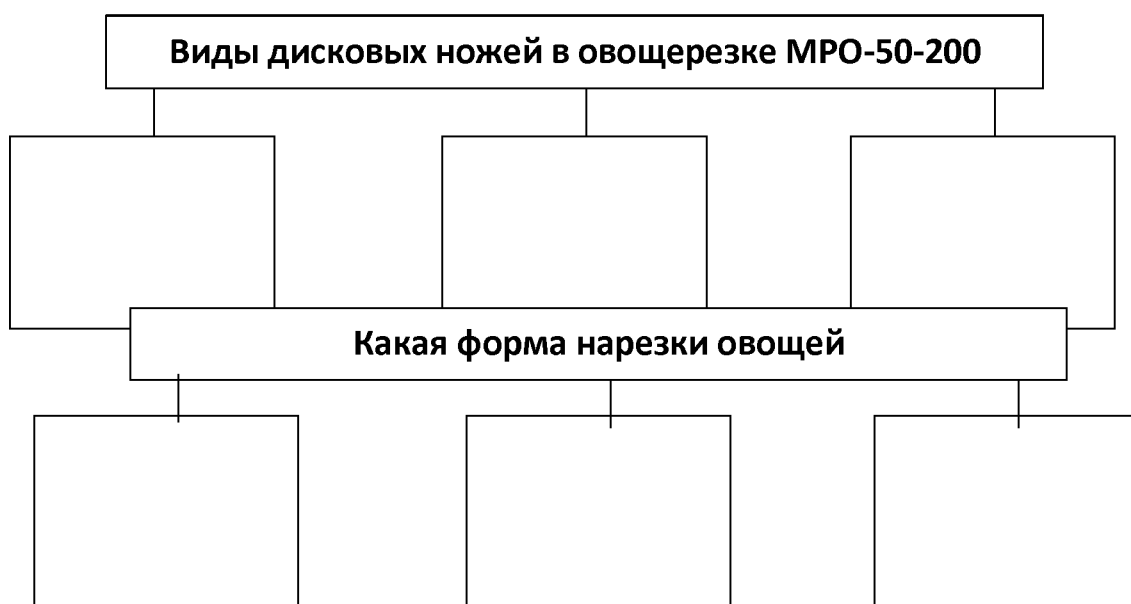 Виды дисковых ножей в овощерезке МРО-50-200
Какая форма нарезки овощей